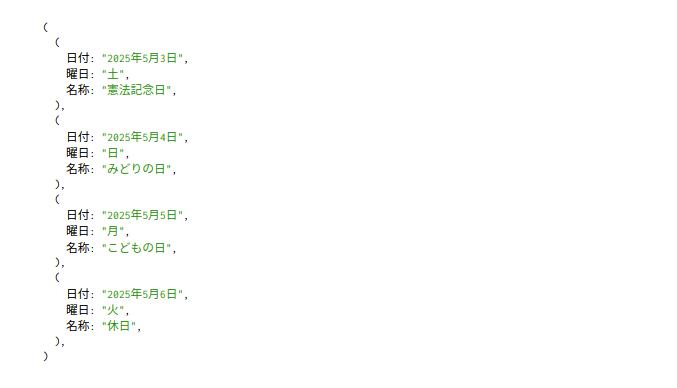 (
(
日付: "2025年5月3日",
曜日: "土",
名称: "憲法記念日",
),
(
日付: "2025年5月4日",
曜日: "日",
名称: "みどりの日",
),
(
日付: "2025年5月5日",
曜日: "月",
名称: "こどもの日",
),
(
日付: "2025年5月6日",
曜日: "火",
名称: "休日",
),
)